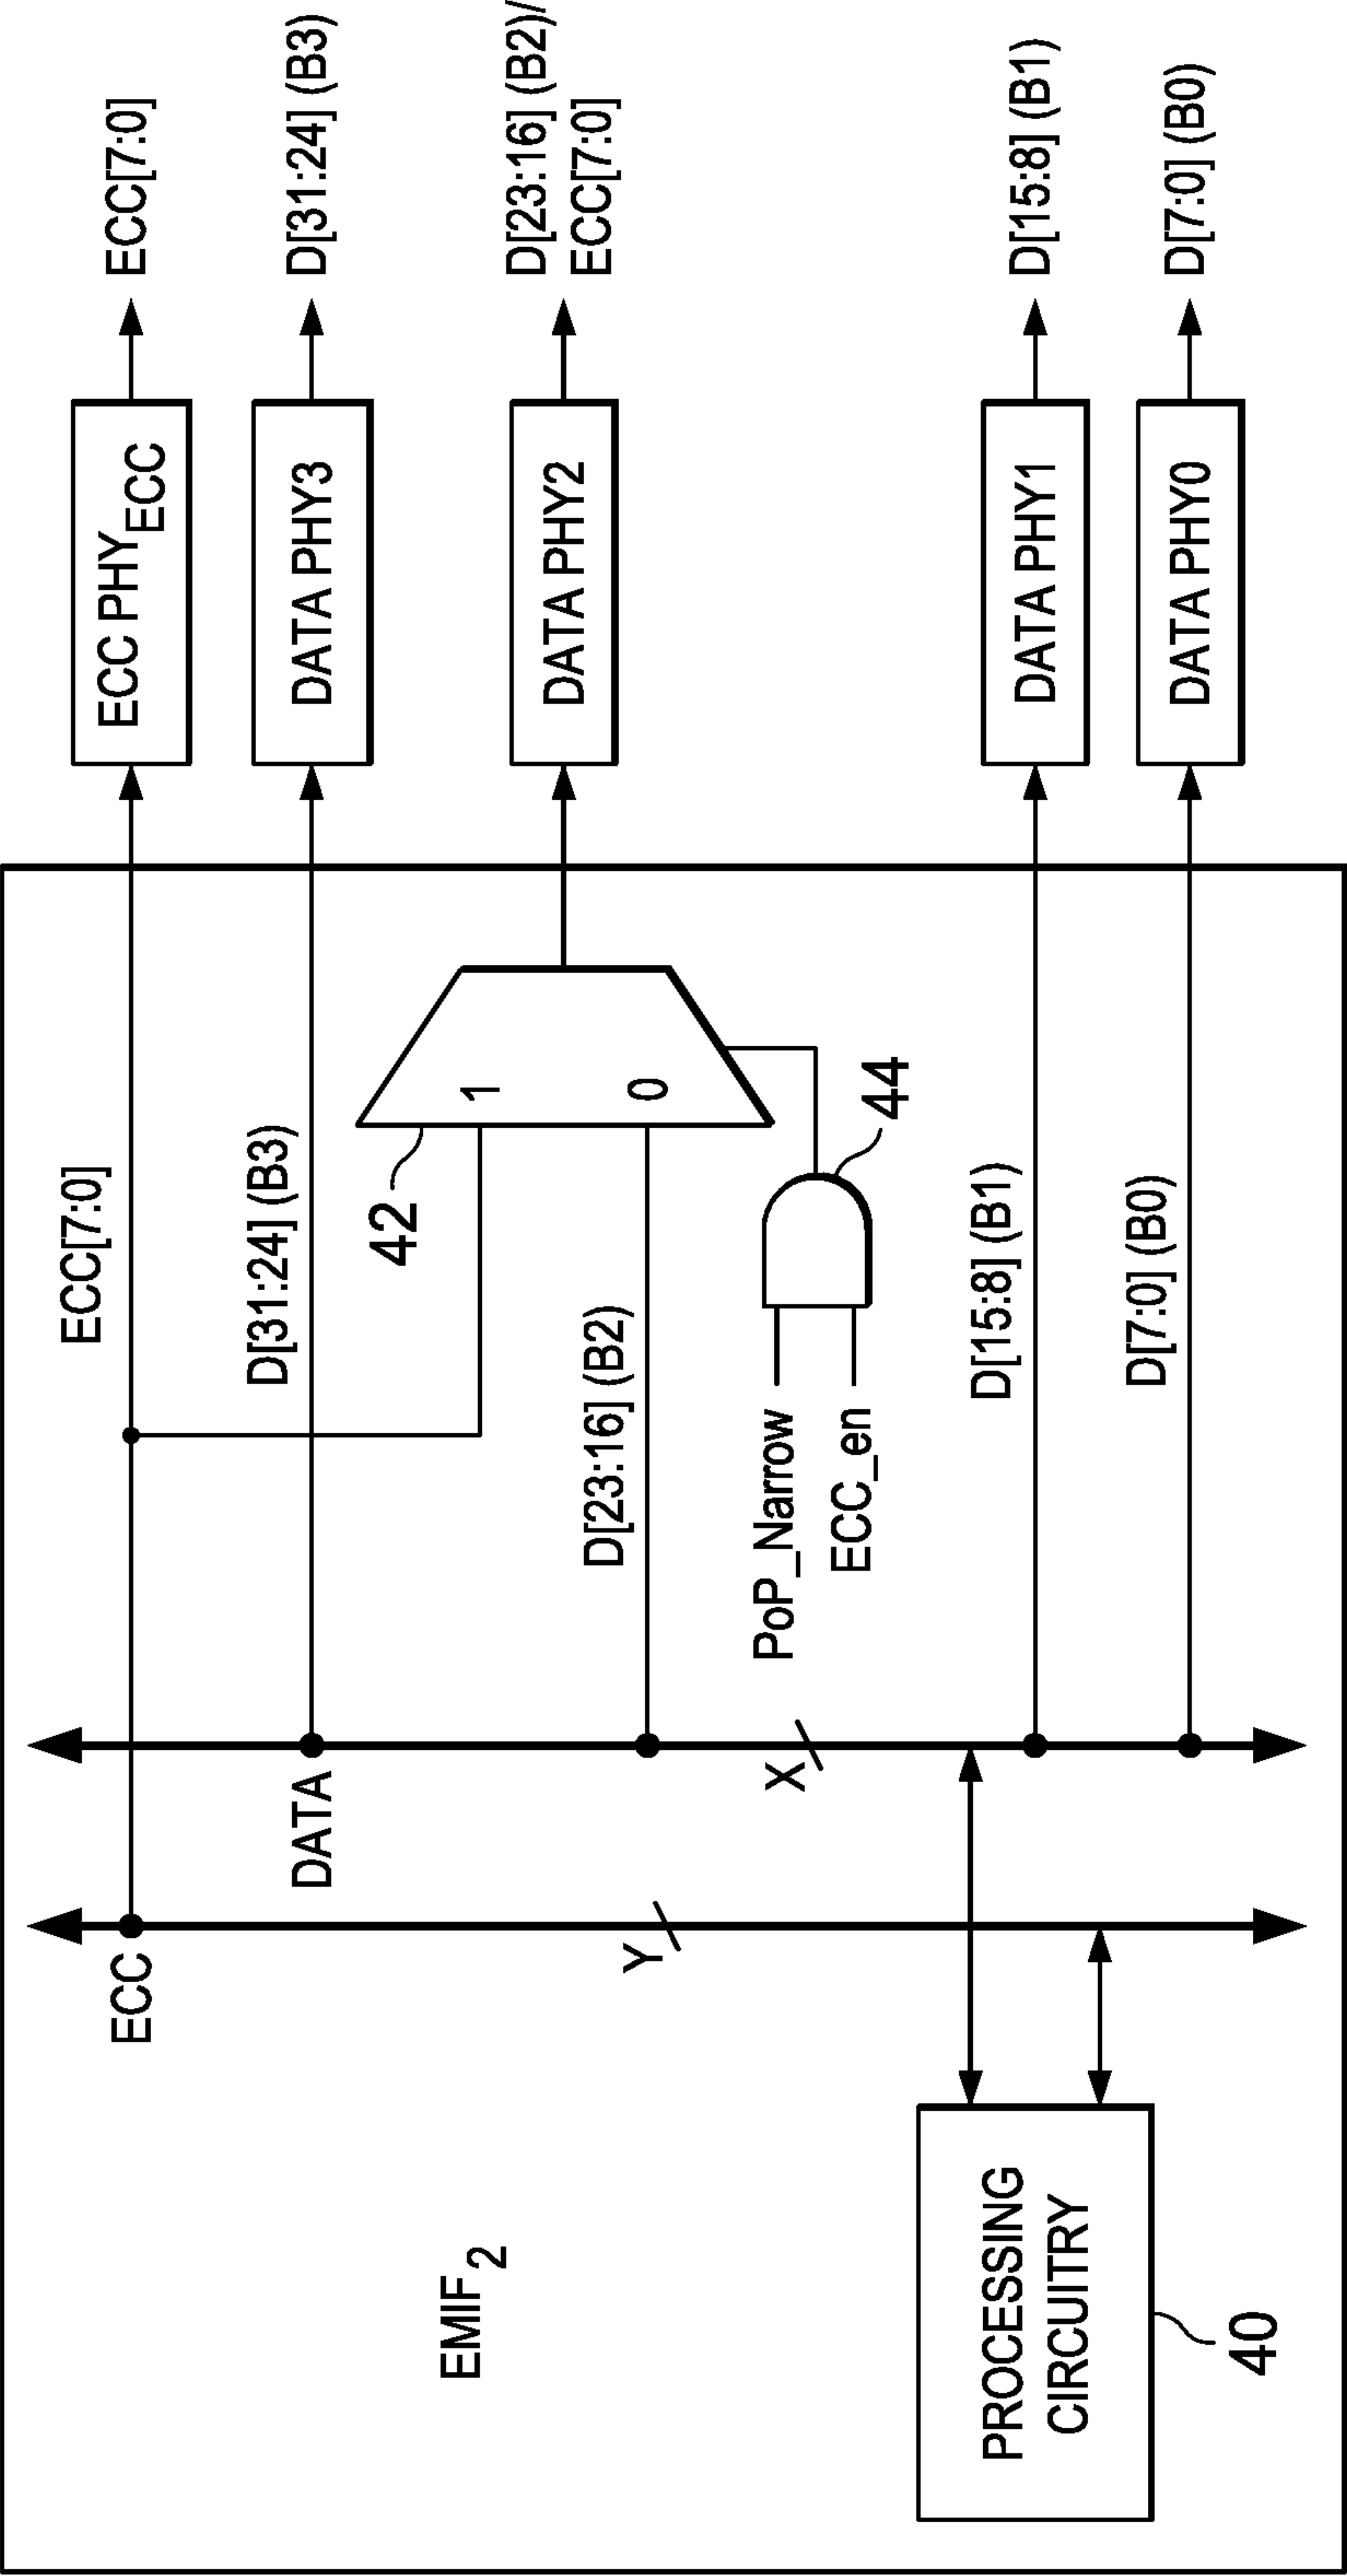 ECC[7:0]
D[31:24] (B3)
D[23:16] (B2)/
ECC[7:0]
D[15:8] (B1)
D[7:0] (B0)
ECC PHYECC
DATA PHY3
DATA PHY2
DATA PHY1
DATA PHY0
ECC[7:0]
D[31:24] (B3)
42
1
0
D[23:16] (B2)
44
PoP_Narrow
ECC_en
D[15:8] (B1)
D[7:0] (B0)
DATA
X
ECC
Y
EMIF2
PROCESSING
CIRCUITRY
40